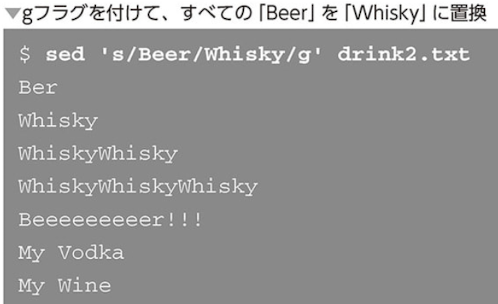 ▼gフラグを付けて、すべての「Beer」を「Whisky」に置換
$ sed 's/Beer/Whisky/g' drink2.txt
Ber
Whisky
WhiskyWhisky
WhiskyWhiskyWhisky
Beeeeeeeeer!!!
My Vodka
My Wine